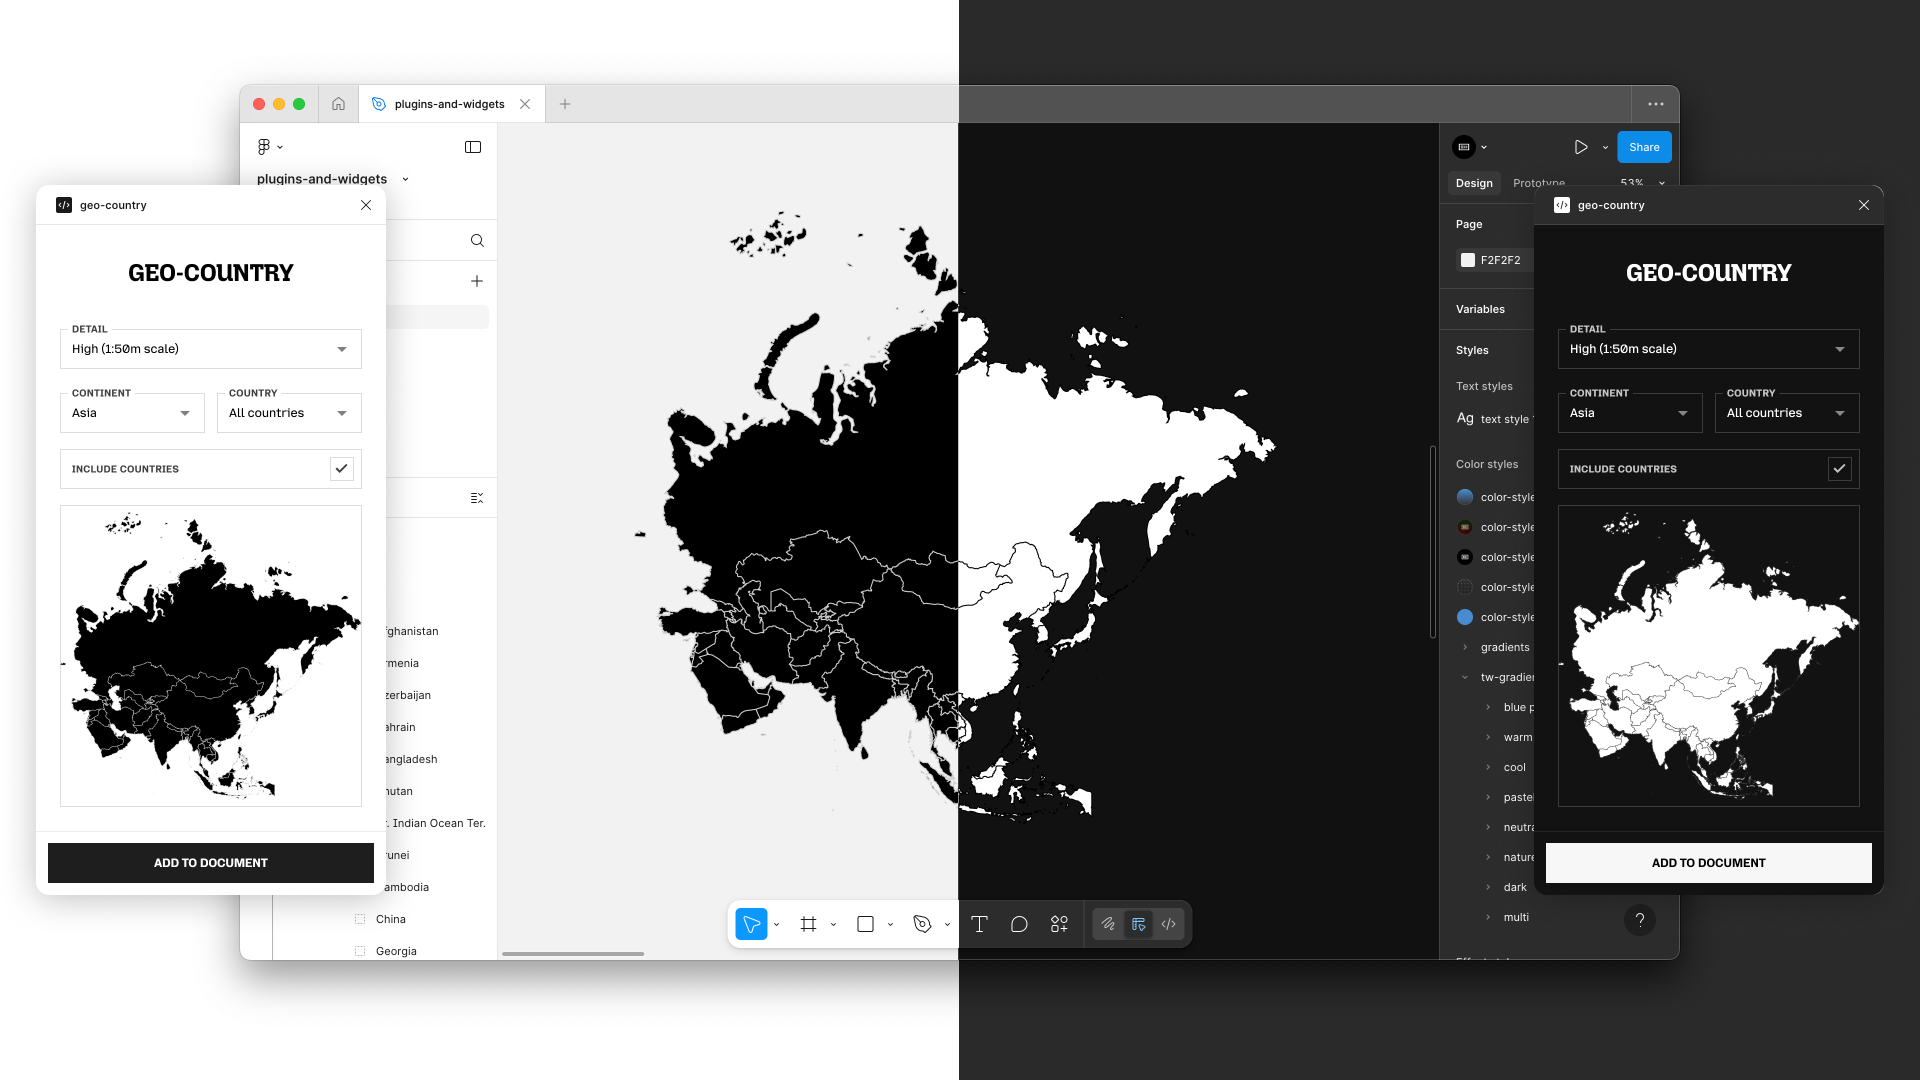 plugins-and-widgets
plugins-and-widgets
Share
Design
Prototype
53%
Page
F2F2F2
Variables
Styles
Text styles
Ag text style
Color styles
color-style
color-style
color-style
color-style
color-style
gradients
tw-gradien
blue p
warm
cool
pastel
neutra
nature
dark
multi
?
geo-country
GEO-COUNTRY
DETAIL
High (1:50m scale)
CONTINENT
Asia
COUNTRY
All countries
INCLUDE COUNTRIES
ADD TO DOCUMENT
fghanistan
rmenia
zerbaijan
ahrain
angladesh
hutan
r. Indian Ocean Ter.
runei
ambodia
China
Georgia
geo-country
GEO-COUNTRY
DETAIL
High (1:50m scale)
CONTINENT
Asia
COUNTRY
All countries
INCLUDE COUNTRIES
ADD TO DOCUMENT